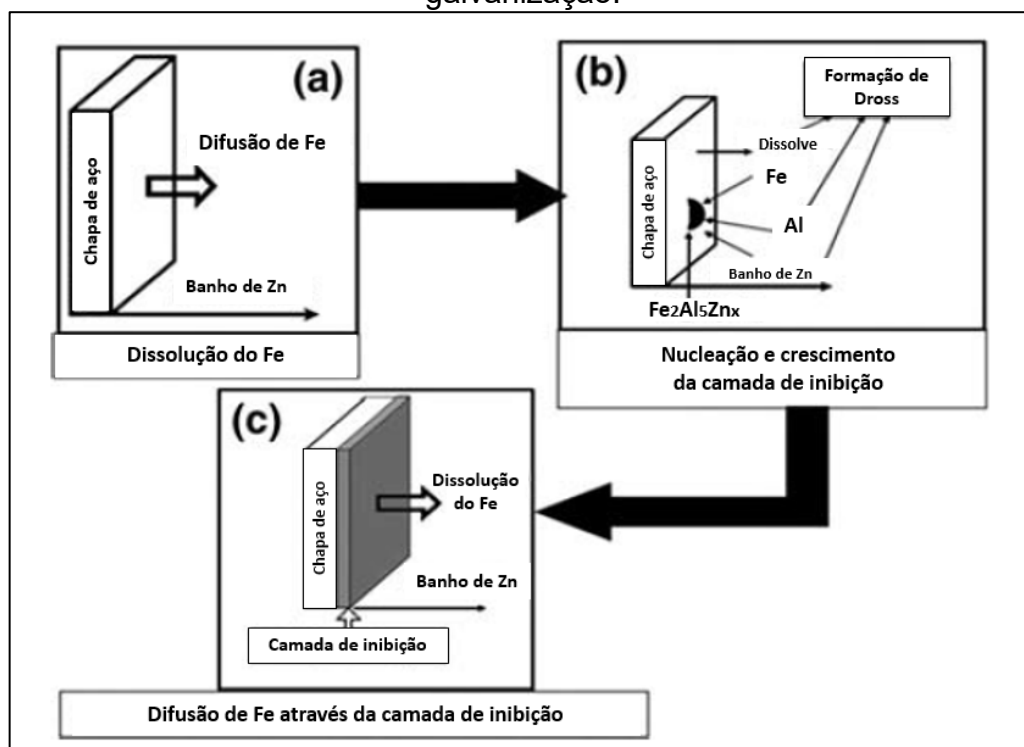 galvanização.
(a)
Difusão de Fe
Chapa de aço
Banho de Zn
Dissolução do Fe
(b)
Formação de
Dross
Dissolve
Fe
Al
Chapa de aço
Banho de Zn
Fe₂Al₅Znₓ
Nucleação e crescimento
da camada de inibição
(c)
Dissolução
do Fe
Chapa de aço
Banho de Zn
Camada de inibição
Difusão de Fe através da camada de inibição